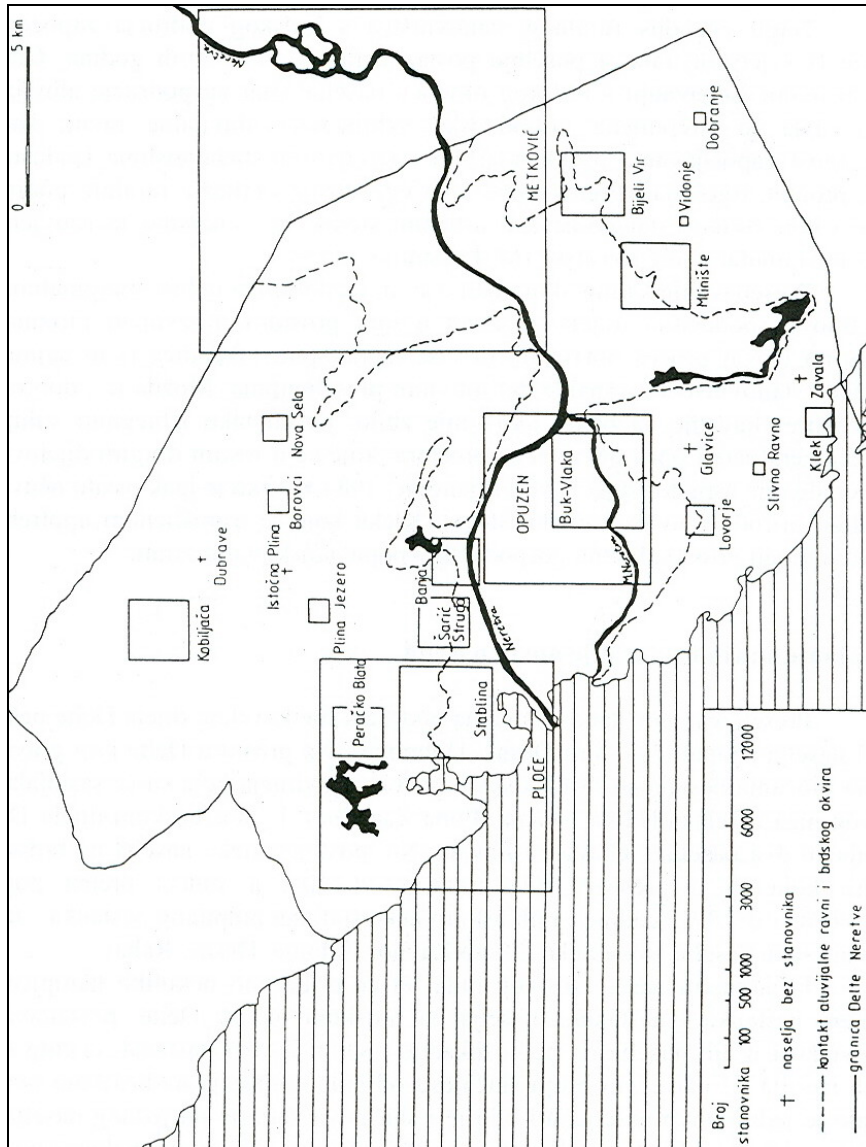 0 5 km
Neretva
METKOVIĆ
Bijeli Vir
Dobranje
Vidonje
Mlinište
Nova Sela
Borovci
Istočna Plina
Dubrave
Kobiljača
Plina Jezero
OPUZEN
Buk-Vlaka
M. Neretva
Glavice
Zavala
Klek
Slivno Ravno
Lovorje
Banja
Šarić
Struga
Neretva
Peračko Blato
Stablina
PLOČE
Broj
stanovnika 100 500 1000 3000 6000 12000
naselja bez stanovnika
kontakt aluvijalne ravni i brdskog okvira
granica Delte Neretve